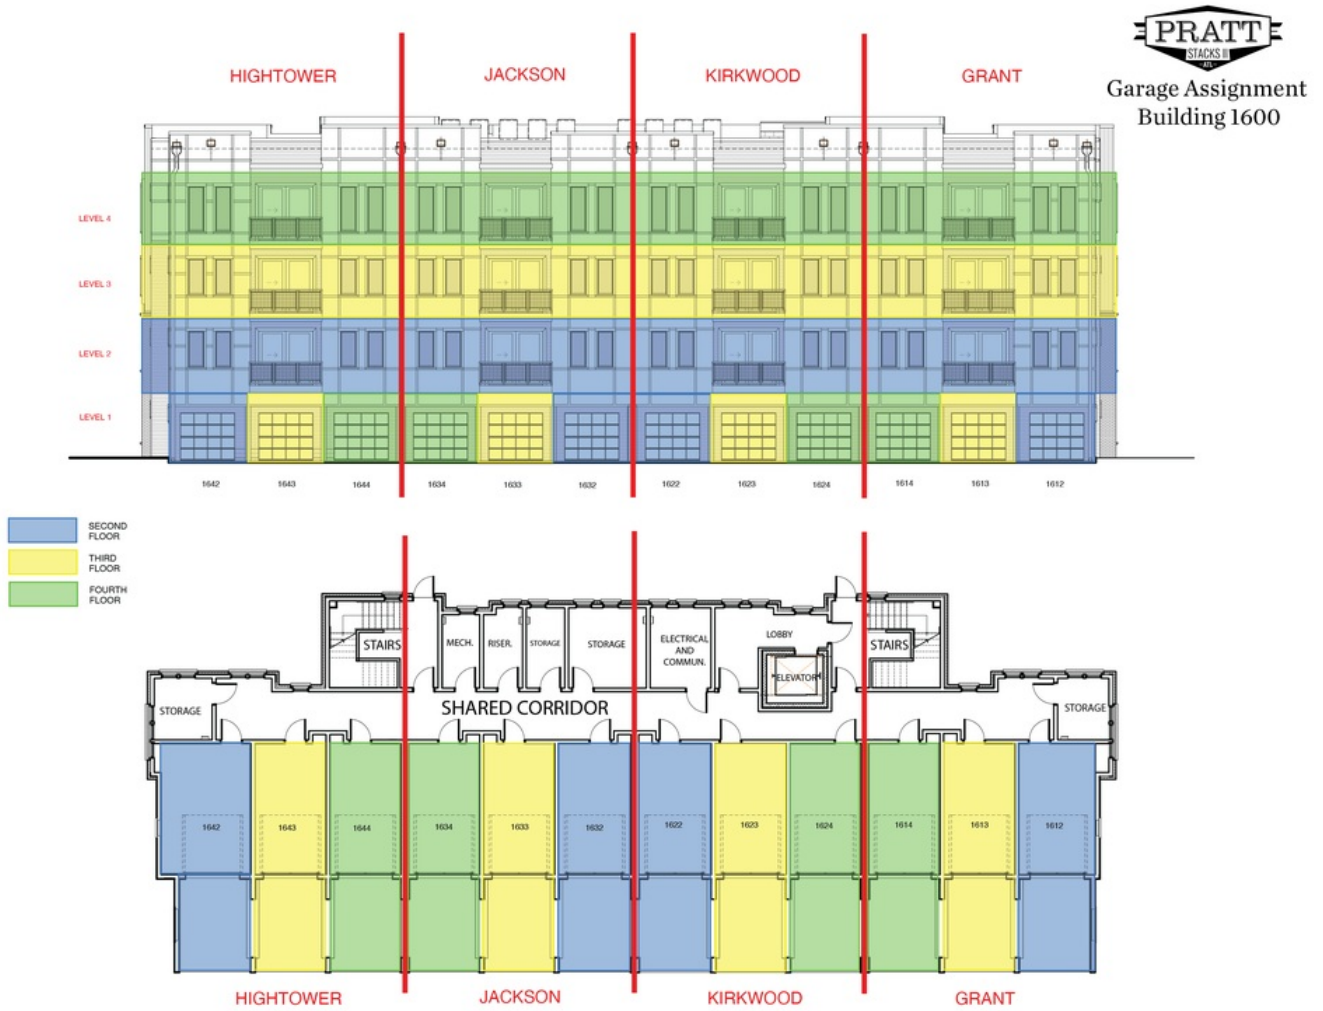 PRATT
STACKS II
-ATL-
Garage Assignment
Building 1600
HIGHTOWER
JACKSON
KIRKWOOD
GRANT
LEVEL 4
LEVEL 3
LEVEL 2
LEVEL 1
1642
1643
1644
1634
1633
1632
1622
1623
1624
1614
1613
1612
SECOND
FLOOR
THIRD
FLOOR
FOURTH
FLOOR
STAIRS
MECH.
RISER.
STORAGE
STORAGE
ELECTRICAL
AND
COMMUN.
LOBBY
ELEVATOR
STAIRS
STORAGE
SHARED CORRIDOR
STORAGE
1642
1643
1644
1634
1633
1632
1622
1623
1624
1614
1613
1612
HIGHTOWER
JACKSON
KIRKWOOD
GRANT